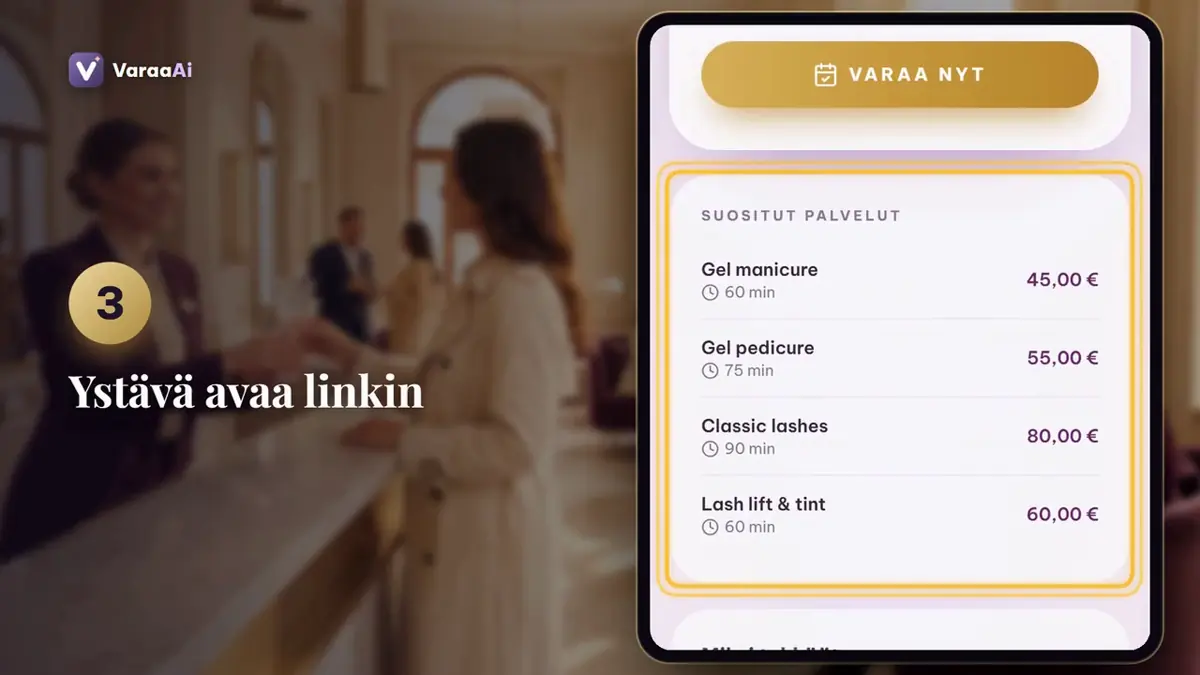 VaraaAi
3
Ystävä avaa linkin
VARAA NYT
SUOSITUT PALVELUT
Gel manicure
60 min
45,00 €
Gel pedicure
75 min
55,00 €
Classic lashes
90 min
80,00 €
Lash lift & tint
60 min
60,00 €